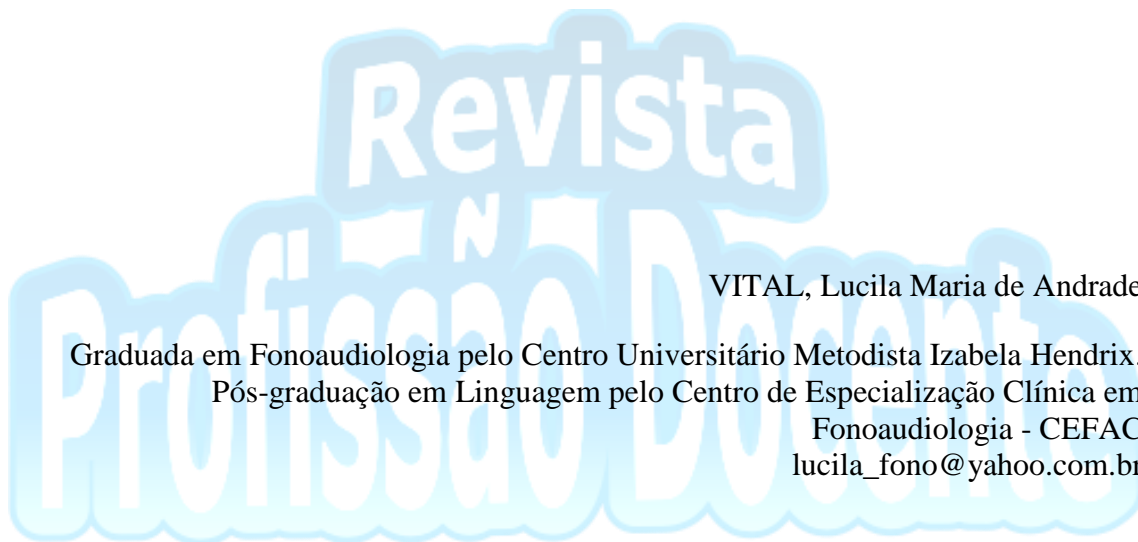 Revista
Profissão Docente
VITAL, Lucila Maria de Andrade
Graduada em Fonoaudiologia pelo Centro Universitário Metodista Izabela Hendrix.
Pós-graduação em Linguagem pelo Centro de Especialização Clínica em
Fonoaudiologia - CEFAC
lucila_fono@yahoo.com.br